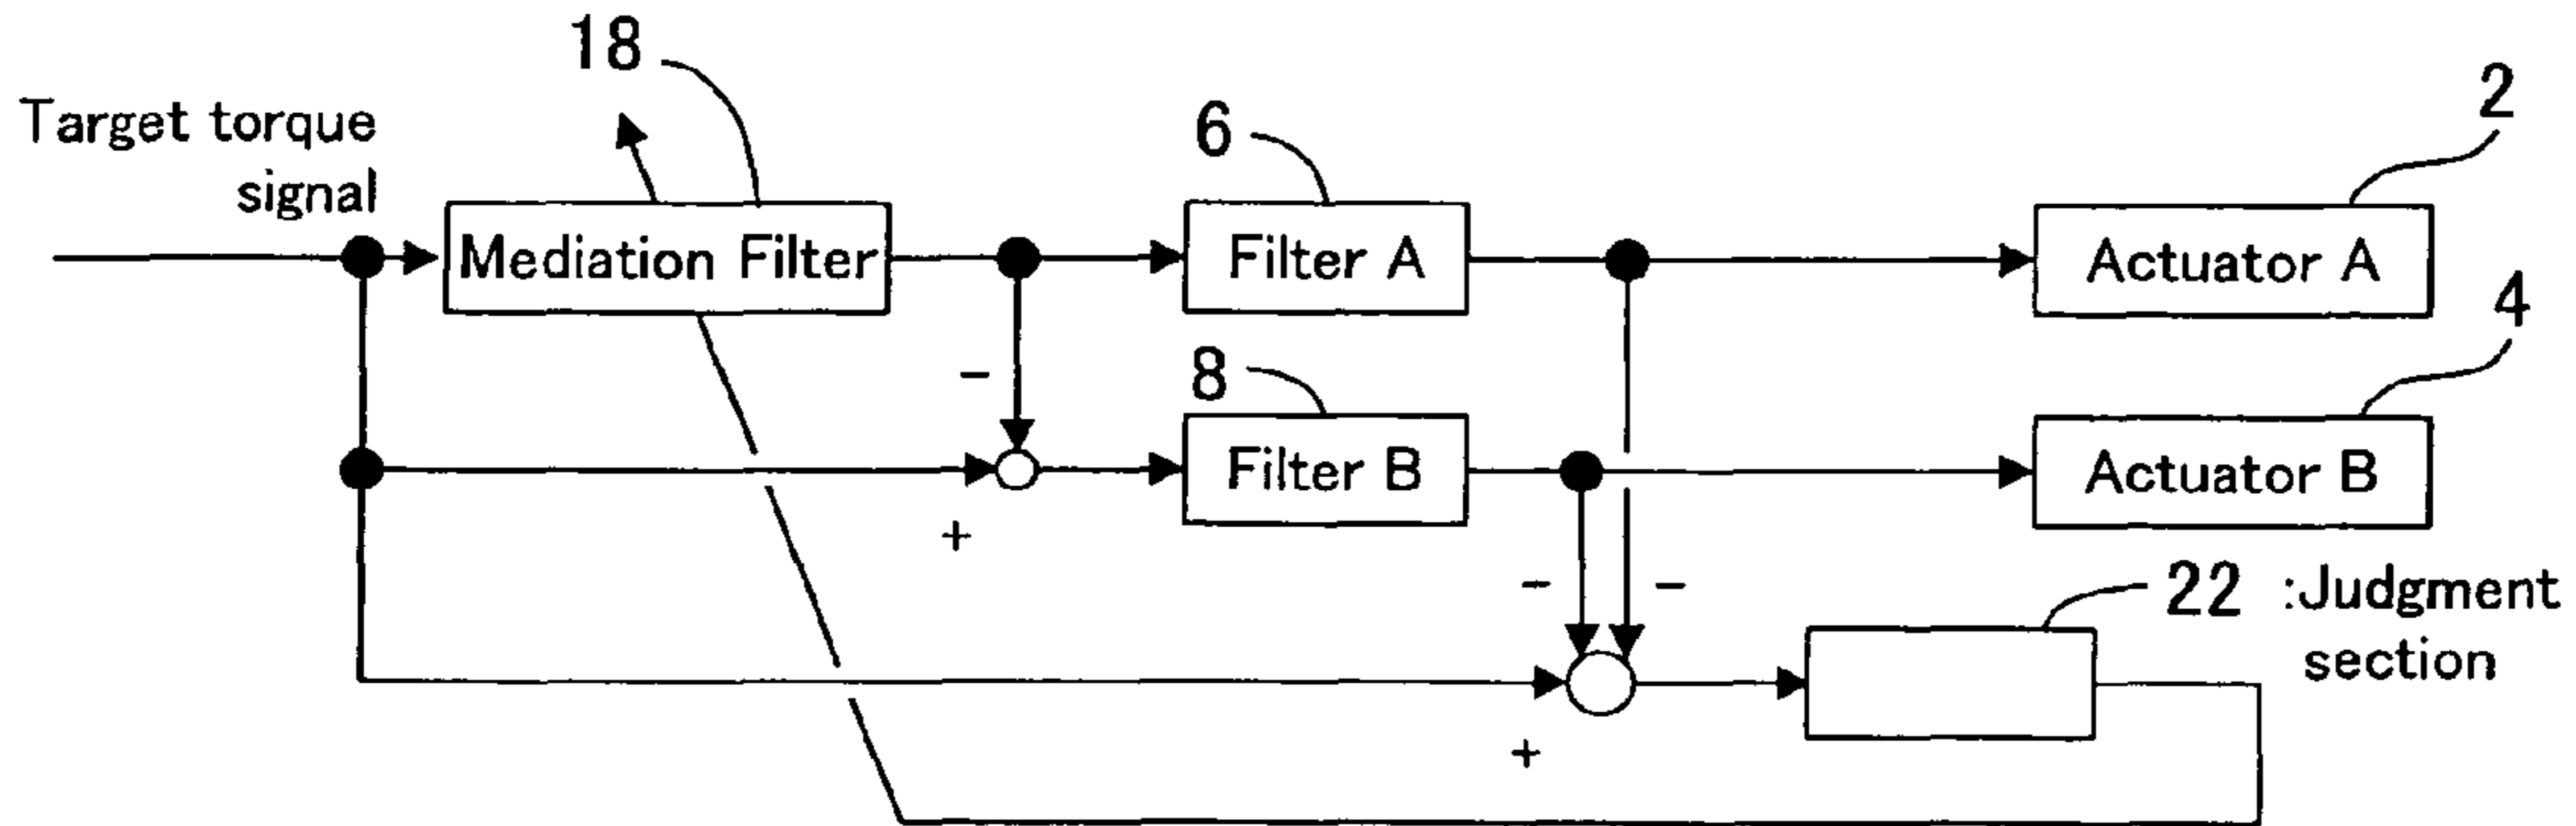 18
Target torque
signal
Mediation Filter
6
Filter A
2
Actuator A
-
8
+
Filter B
4
Actuator B
-
-
22 :Judgment
section
+